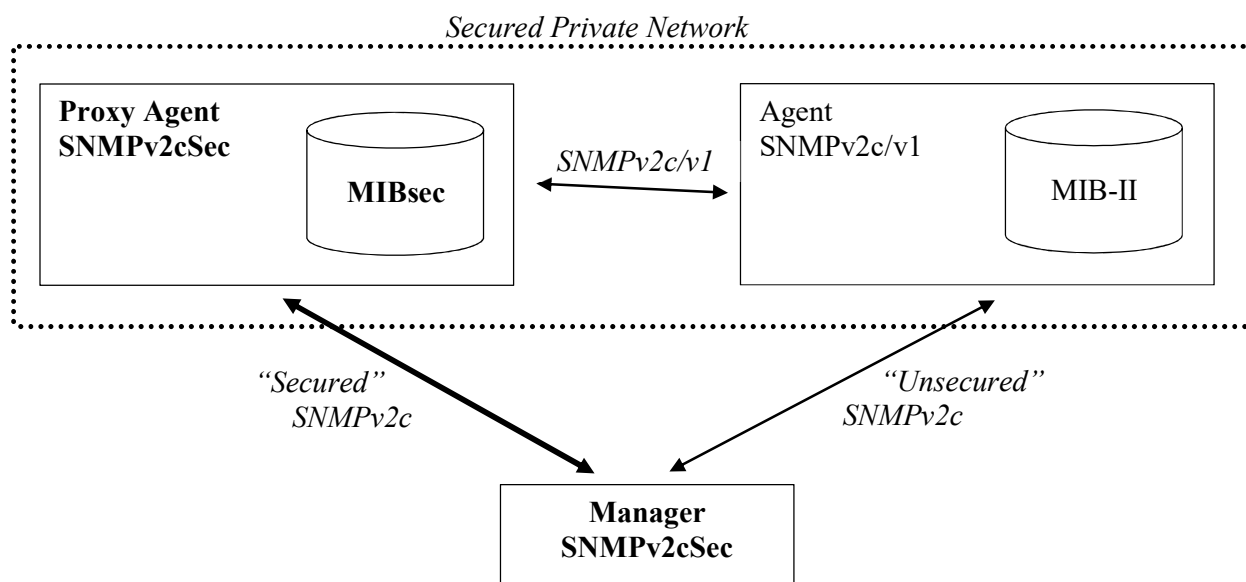 Secured Private Network
Proxy Agent
SNMPv2cSec
MIBsec
SNMPv2c/v1
Agent
SNMPv2c/v1
MIB-II
“Secured”
SNMPv2c
“Unsecured”
SNMPv2c
Manager
SNMPv2cSec